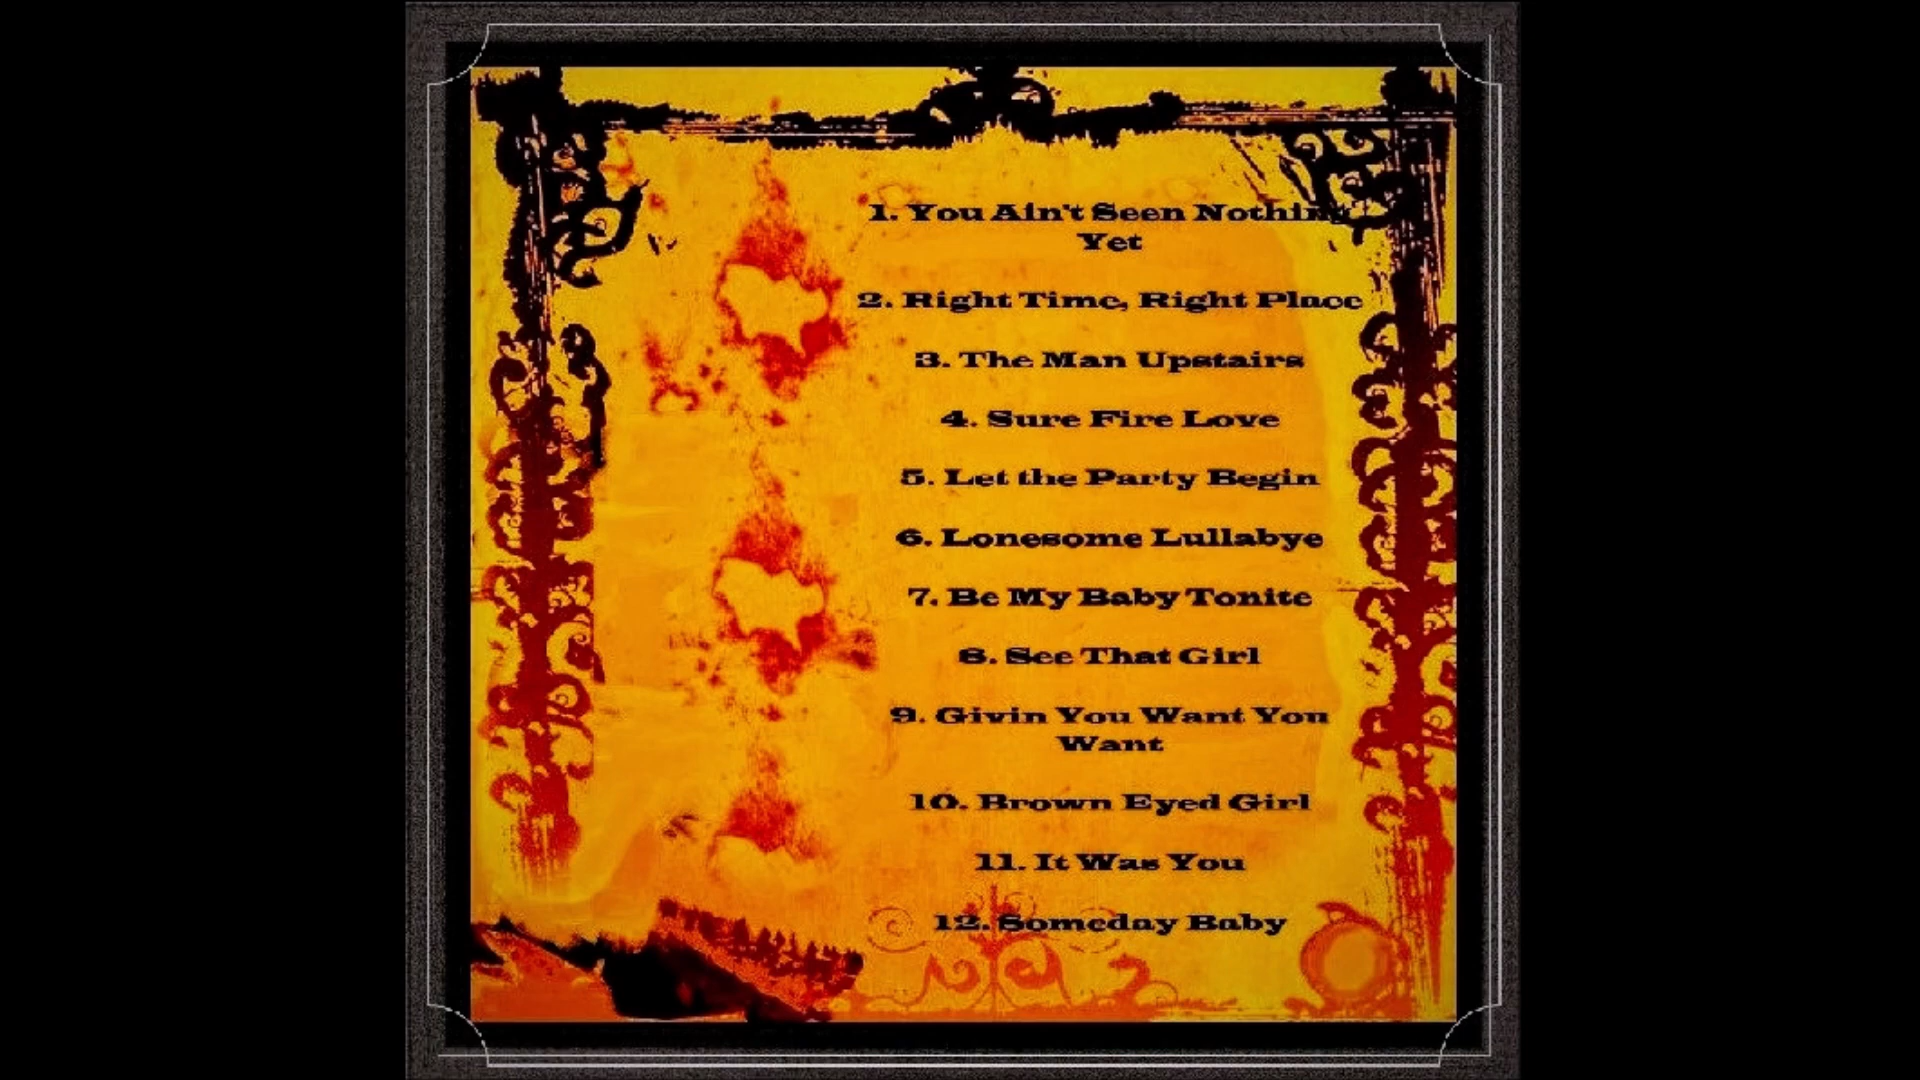 1. You Ain't Seen Nothing
Yet
2. Right Time, Right Place
3. The Man Upstairs
4. Sure Fire Love
5. Let the Party Begin
6. Lonesome Lullabye
7. Be My Baby Tonite
8. See That Girl
9. Givin You Want You
Want
10. Brown Eyed Girl
11. It Was You
12. Someday Baby